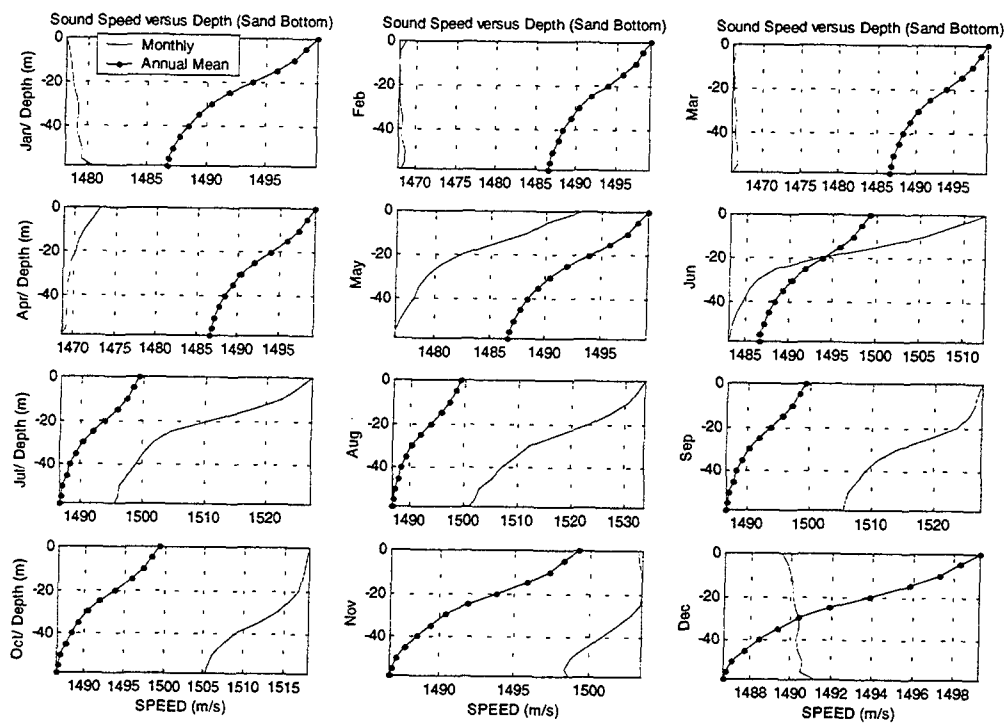 Sound Speed versus Depth (Sand Bottom)
Sound Speed versus Depth (Sand Bottom)
Sound Speed versus Depth (Sand Bottom)
Monthly
Annual Mean
0
-20
-40
Jan/ Depth (m)
1480 1485 1490 1495
0
-20
-40
Feb
1470 1475 1480 1485 1490 1495
0
-20
-40
Mar
1470 1475 1480 1485 1490 1495
0
-20
-40
Apr/ Depth (m)
1470 1475 1480 1485 1490 1495
0
-20
-40
May
1480 1485 1490 1495
0
-20
-40
Jun
1485 1490 1495 1500 1505 1510
0
-20
-40
Jul/ Depth (m)
1490 1500 1510 1520
0
-20
-40
Aug
1490 1500 1510 1520 1530
0
-20
-40
Sep
1490 1500 1510 1520
0
-20
-40
Oct/ Depth (m)
1490 1495 1500 1505 1510 1515
SPEED (m/s)
0
-20
-40
Nov
1490 1495 1500
SPEED (m/s)
0
-20
-40
Dec
1488 1490 1492 1494 1496 1498
SPEED (m/s)